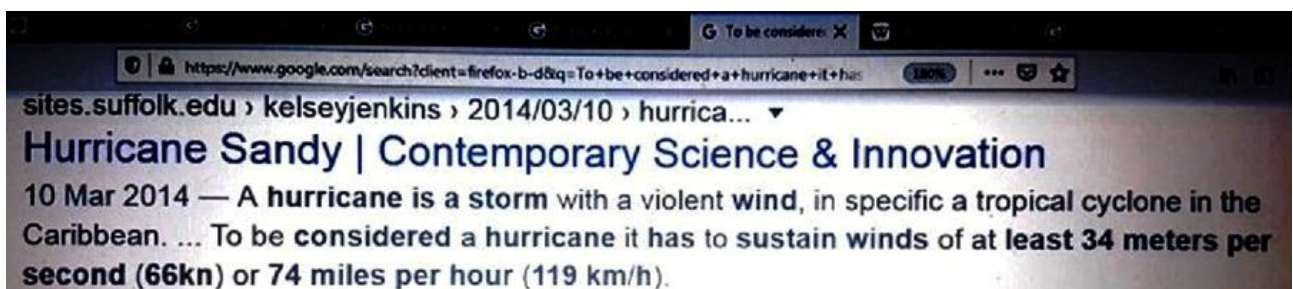 G To be considere
https://www.google.com/search?client=firefox-b-d&q=To+be+considered+a+hurricane+it+has 180% ...
sites.suffolk.edu › kelseyjenkins › 2014/03/10 › hurrica...
Hurricane Sandy | Contemporary Science & Innovation
10 Mar 2014 — A hurricane is a storm with a violent wind, in specific a tropical cyclone in the
Caribbean. ... To be considered a hurricane it has to sustain winds of at least 34 meters per
second (66kn) or 74 miles per hour (119 km/h).